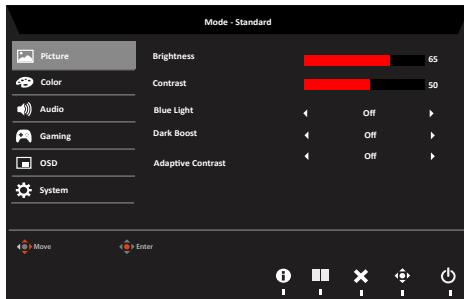 Mode - Standard
Picture
Color
Audio
Gaming
OSD
System
Brightness 65
Contrast 50
Blue Light Off
Dark Boost Off
Adaptive Contrast Off
Move
Enter